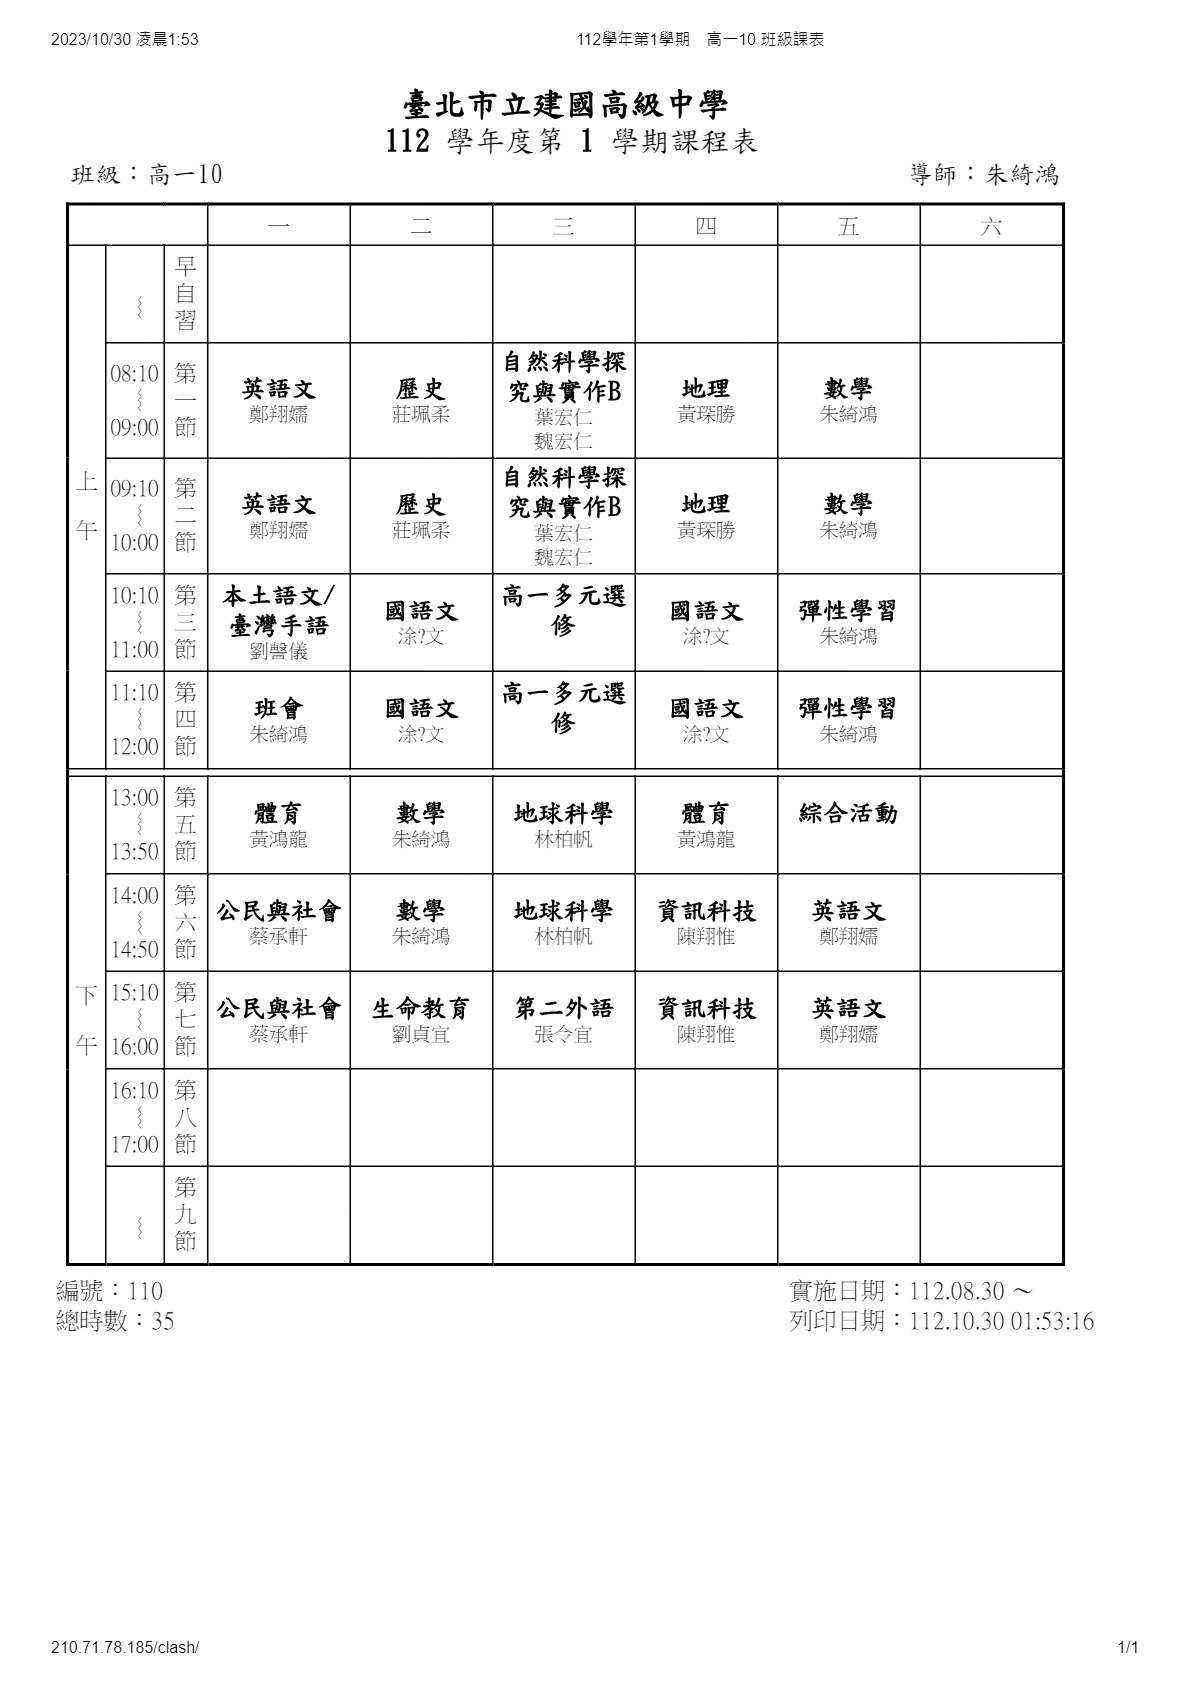 2023/10/30 凌晨1:53
112學年第1學期 高一10 班級課表
臺北市立建國高級中學
112 學年度第 1 學期課程表
班級：高一10
導師：朱綺鴻
一 二 三 四 五 六
上午
～ 早自習
08:10 ～ 09:00 第一節
英語文 鄭翔嬬
歷史 莊珮柔
自然科學探究與實作B 葉宏仁 魏宏仁
地理 黃琛勝
數學 朱綺鴻
09:10 ～ 10:00 第二節
英語文 鄭翔嬬
歷史 莊珮柔
自然科學探究與實作B 葉宏仁 魏宏仁
地理 黃琛勝
數學 朱綺鴻
10:10 ～ 11:00 第三節
本土語文/臺灣手語 劉謦儀
國語文 涂?文
高一多元選修
國語文 涂?文
彈性學習 朱綺鴻
11:10 ～ 12:00 第四節
班會 朱綺鴻
國語文 涂?文
高一多元選修
國語文 涂?文
彈性學習 朱綺鴻
下午
13:00 ～ 13:50 第五節
體育 黃鴻龍
數學 朱綺鴻
地球科學 林柏帆
體育 黃鴻龍
綜合活動
14:00 ～ 14:50 第六節
公民與社會 蔡承軒
數學 朱綺鴻
地球科學 林柏帆
資訊科技 陳翔惟
英語文 鄭翔嬬
15:10 ～ 16:00 第七節
公民與社會 蔡承軒
生命教育 劉貞宜
第二外語 張令宜
資訊科技 陳翔惟
英語文 鄭翔嬬
16:10 ～ 17:00 第八節
～ 第九節
編號：110
實施日期：112.08.30 ～
總時數：35
列印日期：112.10.30 01:53:16
210.71.78.185/clash/
1/1